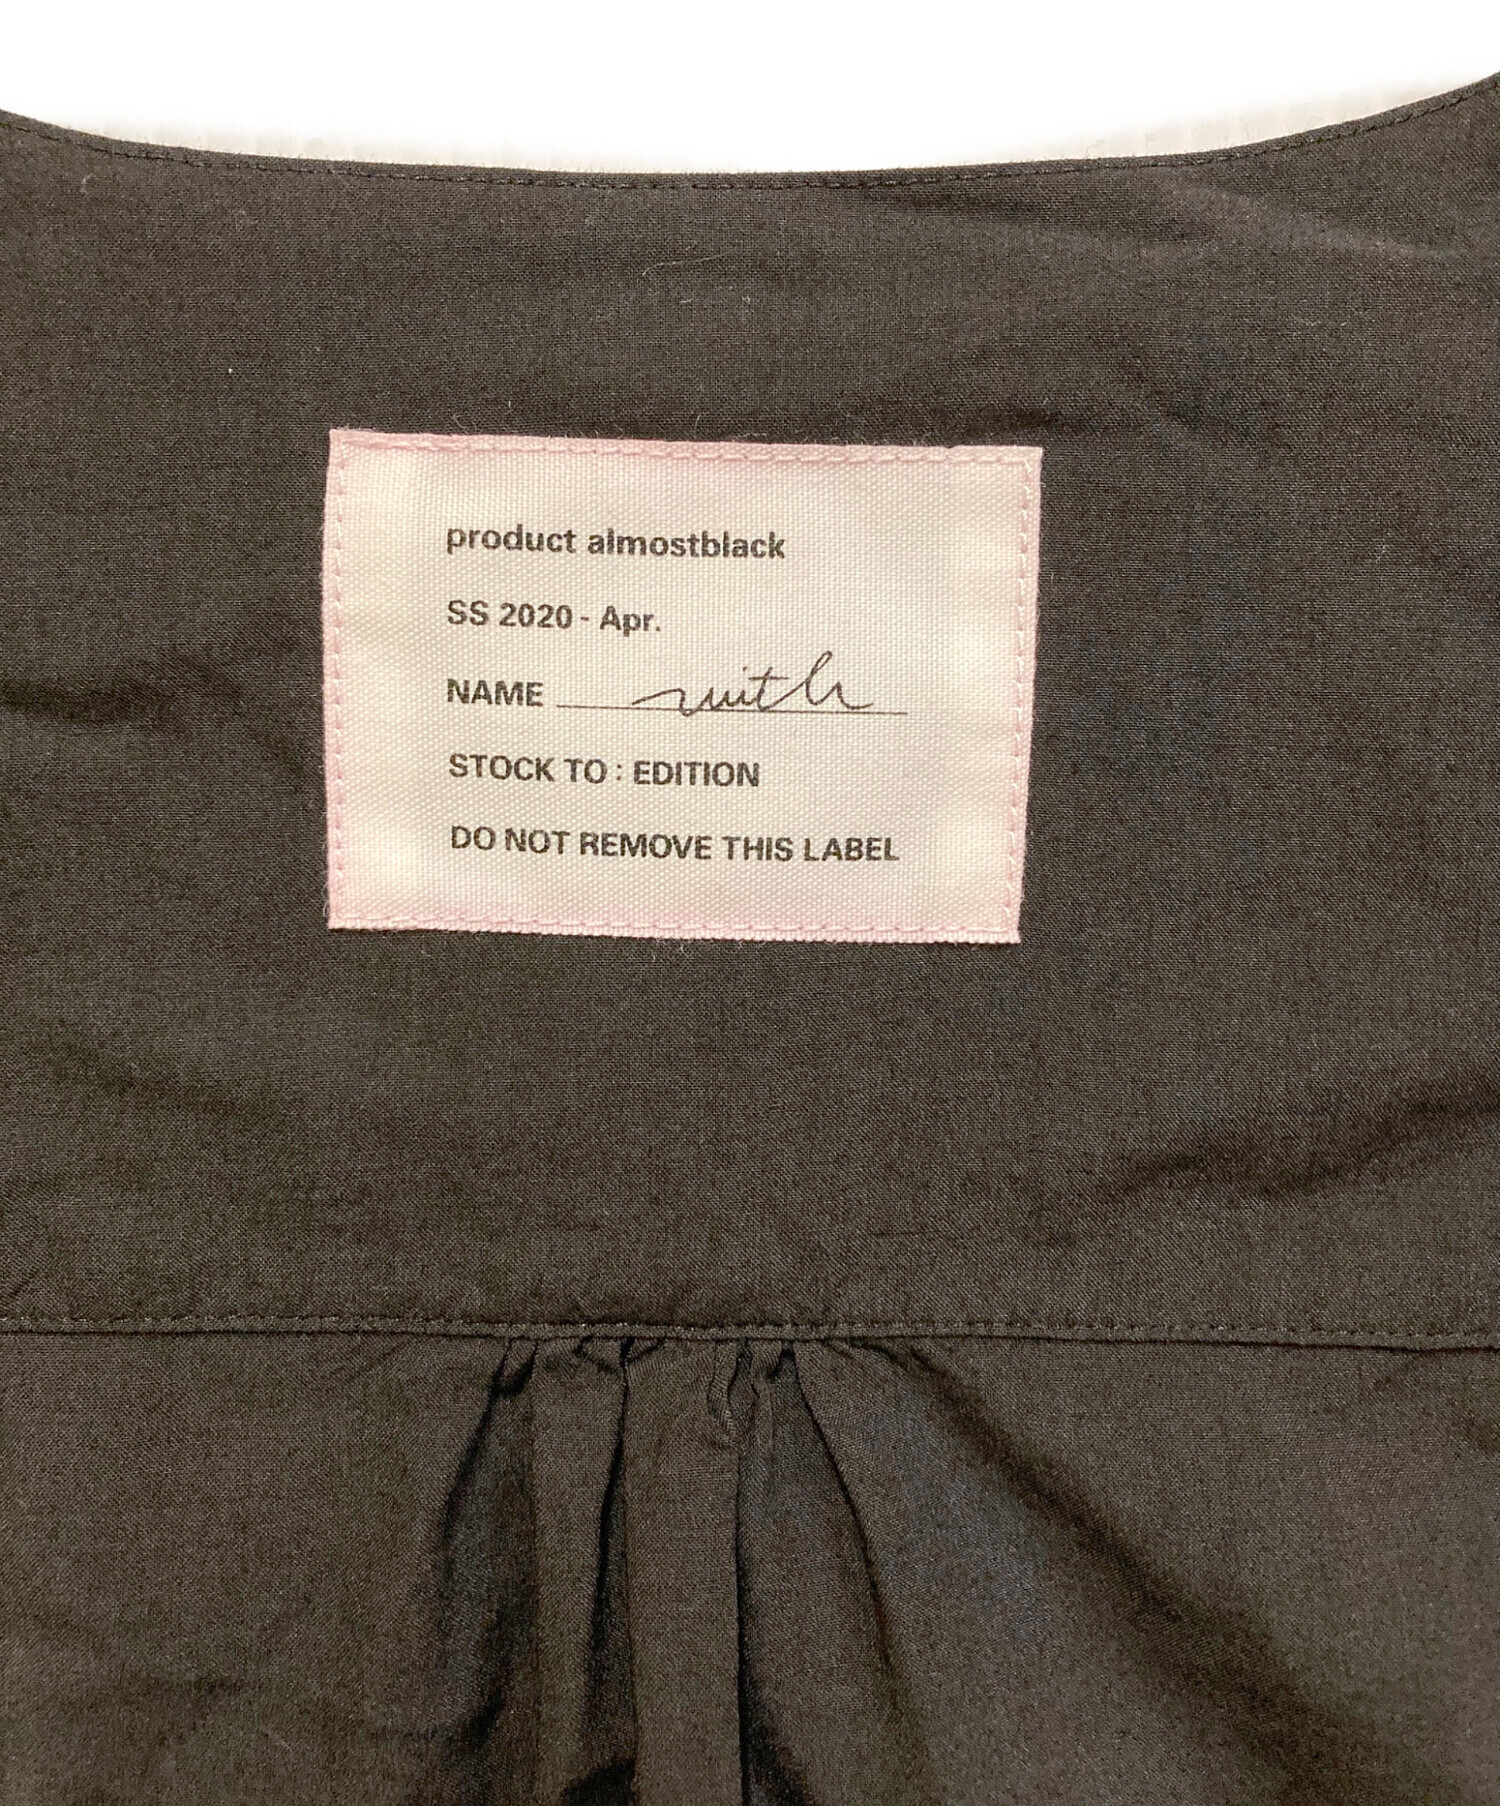 product almostblack
SS 2020 - Apr.
NAME with
STOCK TO : EDITION
DO NOT REMOVE THIS LABEL